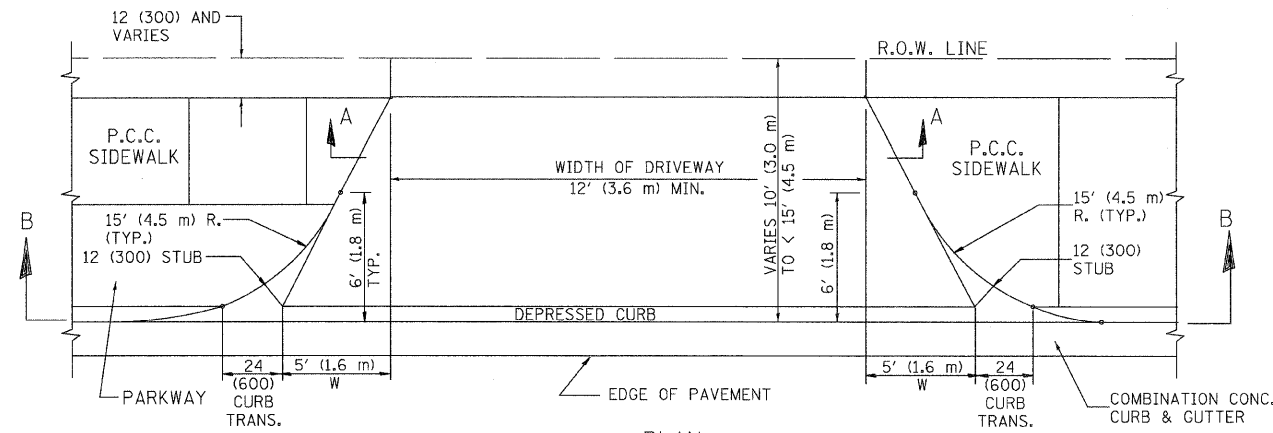 12 (300) AND
VARIES
R.O.W. LINE
A
A
P.C.C.
SIDEWALK
P.C.C.
SIDEWALK
WIDTH OF DRIVEWAY
12' (3.6 m) MIN.
VARIES 10' (3.0 m)
TO < 15' (4.5 m)
B
B
15' (4.5 m) R.
(TYP.)
12 (300) STUB
6' (1.8 m)
TYP.
6' (1.8 m)
15' (4.5 m)
R. (TYP.)
12 (300)
STUB
DEPRESSED CURB
24
(600)
CURB
TRANS.
5' (1.6 m)
W
5' (1.6 m)
W
24
(600)
CURB
TRANS.
PARKWAY
EDGE OF PAVEMENT
COMBINATION CONC.
CURB & GUTTER